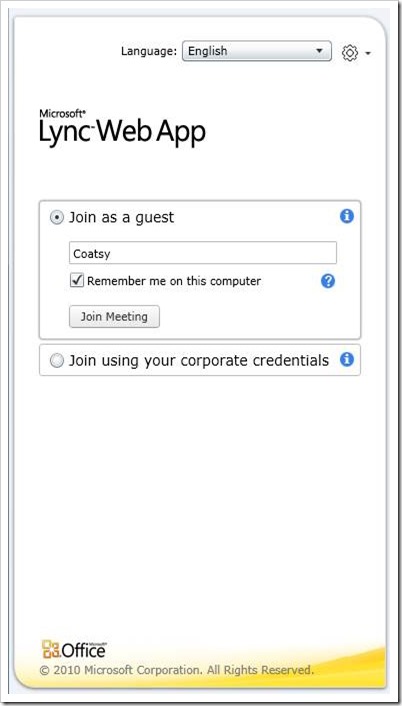 Language: English
Microsoft®
Lync™ Web App
Join as a guest
Coatsy
Remember me on this computer
Join Meeting
Join using your corporate credentials
Microsoft®
Office
© 2010 Microsoft Corporation. All Rights Reserved.